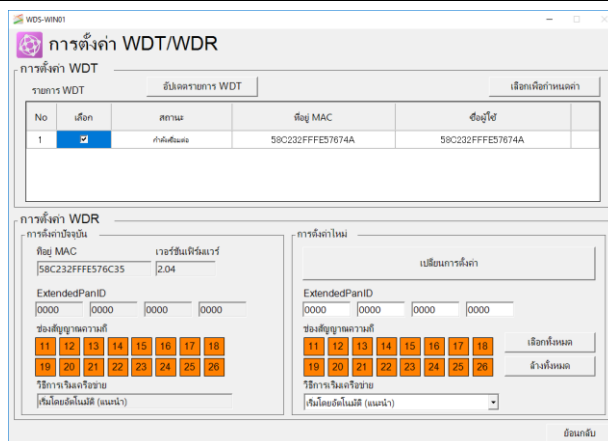 WDS-WIN01
การตั้งค่า WDT/WDR
การตั้งค่า WDT
รายการ WDT
อัปเดตรายการ WDT
เลือกเพื่อกำหนดค่า
No เลือก สถานะ ที่อยู่ MAC ชื่อผู้ใช้
1 กำลังเชื่อมต่อ 58C232FFFE57674A 58C232FFFE57674A
การตั้งค่า WDR
การตั้งค่าปัจจุบัน
ที่อยู่ MAC เวอร์ชันเฟิร์มแวร์
58C232FFFE576C35 2.04
ExtendedPanID
0000 0000 0000 0000
ช่องสัญญาณความถี่
11 12 13 14 15 16 17 18
19 20 21 22 23 24 25 26
วิธีการเริ่มเครือข่าย
เริ่มโดยอัตโนมัติ (แนะนำ)
การตั้งค่าใหม่
เปลี่ยนการตั้งค่า
ExtendedPanID
0000 0000 0000 0000
ช่องสัญญาณความถี่
11 12 13 14 15 16 17 18
เลือกทั้งหมด
19 20 21 22 23 24 25 26
ล้างทั้งหมด
วิธีการเริ่มเครือข่าย
เริ่มโดยอัตโนมัติ (แนะนำ)
ย้อนกลับ